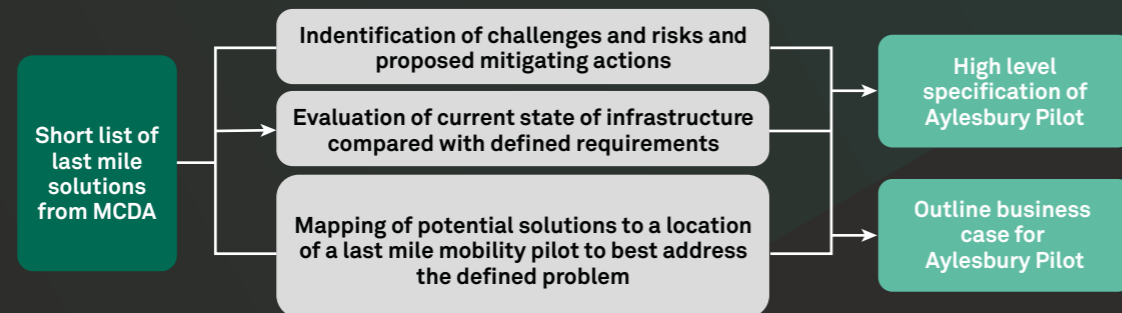 Short list of
last mile
solutions
from MCDA
Indentification of challenges and risks and
proposed mitigating actions
Evaluation of current state of infrastructure
compared with defined requirements
Mapping of potential solutions to a location
of a last mile mobility pilot to best address
the defined problem
High level
specification of
Aylesbury Pilot
Outline business
case for
Aylesbury Pilot